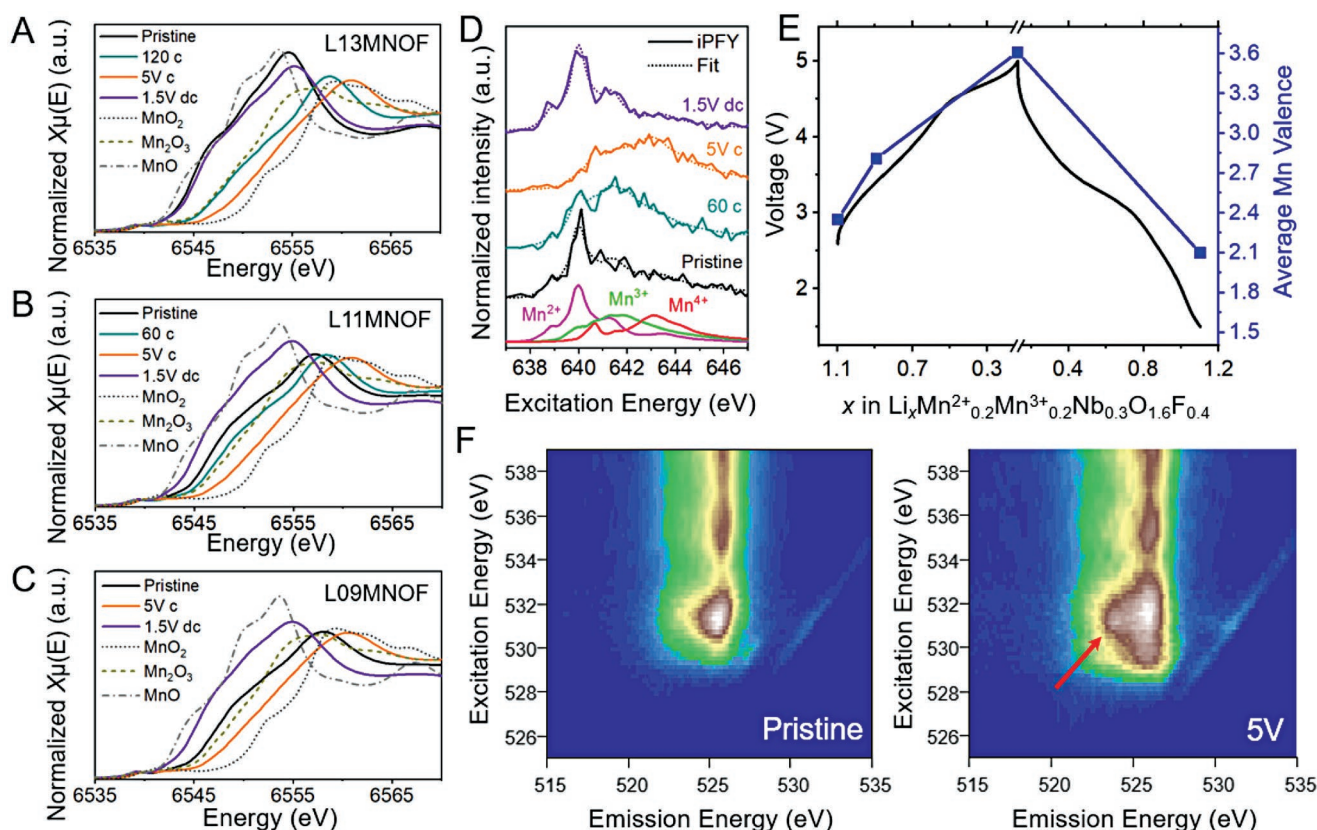 A
Normalized Xμ(E) (a.u.)
Pristine
120 c
5V c
1.5V dc
MnO₂
Mn₂O₃
MnO
L13MNOF
6535 6545 6555 6565
Energy (eV)
B
Normalized Xμ(E) (a.u.)
Pristine
60 c
5V c
1.5V dc
MnO₂
Mn₂O₃
MnO
L11MNOF
6535 6545 6555 6565
Energy (eV)
C
Normalized Xμ(E) (a.u.)
Pristine
5V c
1.5V dc
MnO₂
Mn₂O₃
MnO
L09MNOF
6535 6545 6555 6565
Energy (eV)
D
Normalized intensity (a.u.)
iPFY
Fit
1.5V dc
5V c
60 c
Pristine
Mn²⁺ Mn³⁺ Mn⁴⁺
638 640 642 644 646
Excitation Energy (eV)
E
Voltage (V)
5
4
3
2
Average Mn Valence
3.6
3.3
3.0
2.7
2.4
2.1
1.8
1.5
1.1 0.7 0.3 0.4 0.8 1.2
x in LiₓMn²⁺₀.₂Mn³⁺₀.₂Nb₀.₃O₁.₆F₀.₄
F
Excitation Energy (eV)
538
536
534
532
530
528
526
Pristine
515 520 525 530 535
Emission Energy (eV)
Excitation Energy (eV)
538
536
534
532
530
528
526
5V
515 520 525 530 535
Emission Energy (eV)